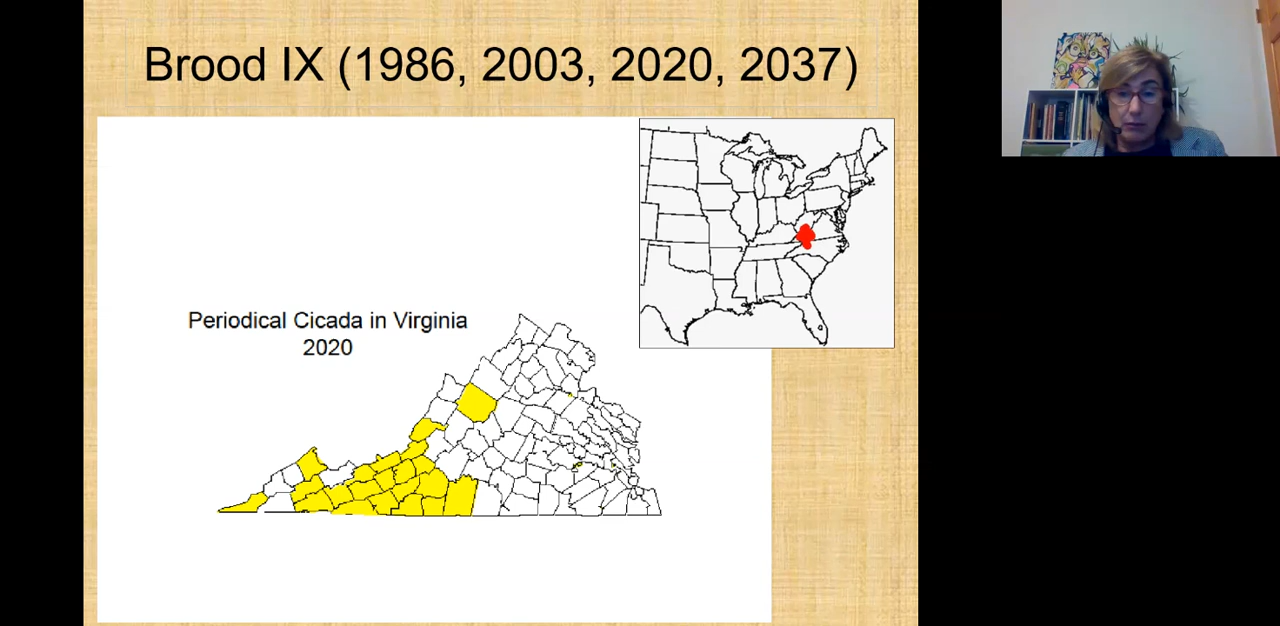 Brood IX (1986, 2003, 2020, 2037)
Periodical Cicada in Virginia
2020